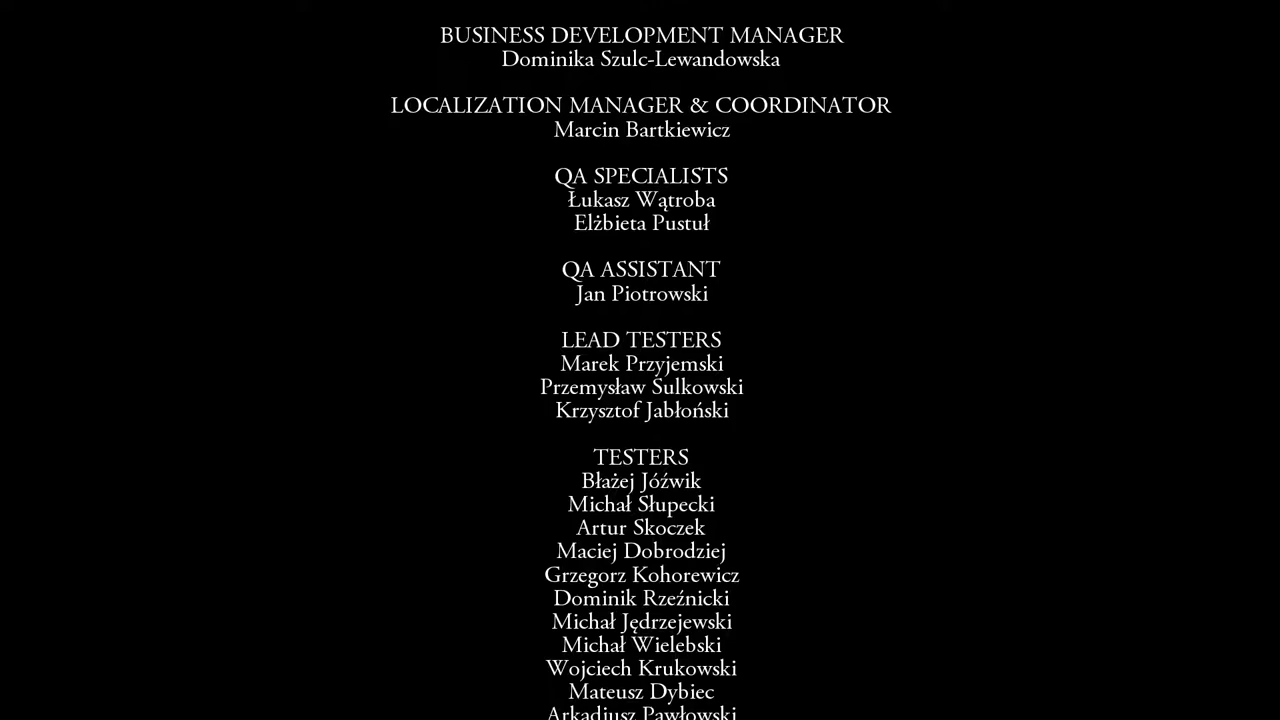 BUSINESS DEVELOPMENT MANAGER
Dominika Szulc-Lewandowska
LOCALIZATION MANAGER & COORDINATOR
Marcin Bartkiewicz
QA SPECIALISTS
Łukasz Wątroba
Elżbieta Pustuł
QA ASSISTANT
Jan Piotrowski
LEAD TESTERS
Marek Przyjemski
Przemysław Sulkowski
Krzysztof Jabłoński
TESTERS
Błażej Jóźwik
Michał Słupecki
Artur Skoczek
Maciej Dobrodziej
Grzegorz Kohorewicz
Dominik Rzeźnicki
Michał Jędrzejewski
Michał Wielebski
Wojciech Krukowski
Mateusz Dybiec
Arkadiusz Pawłowski